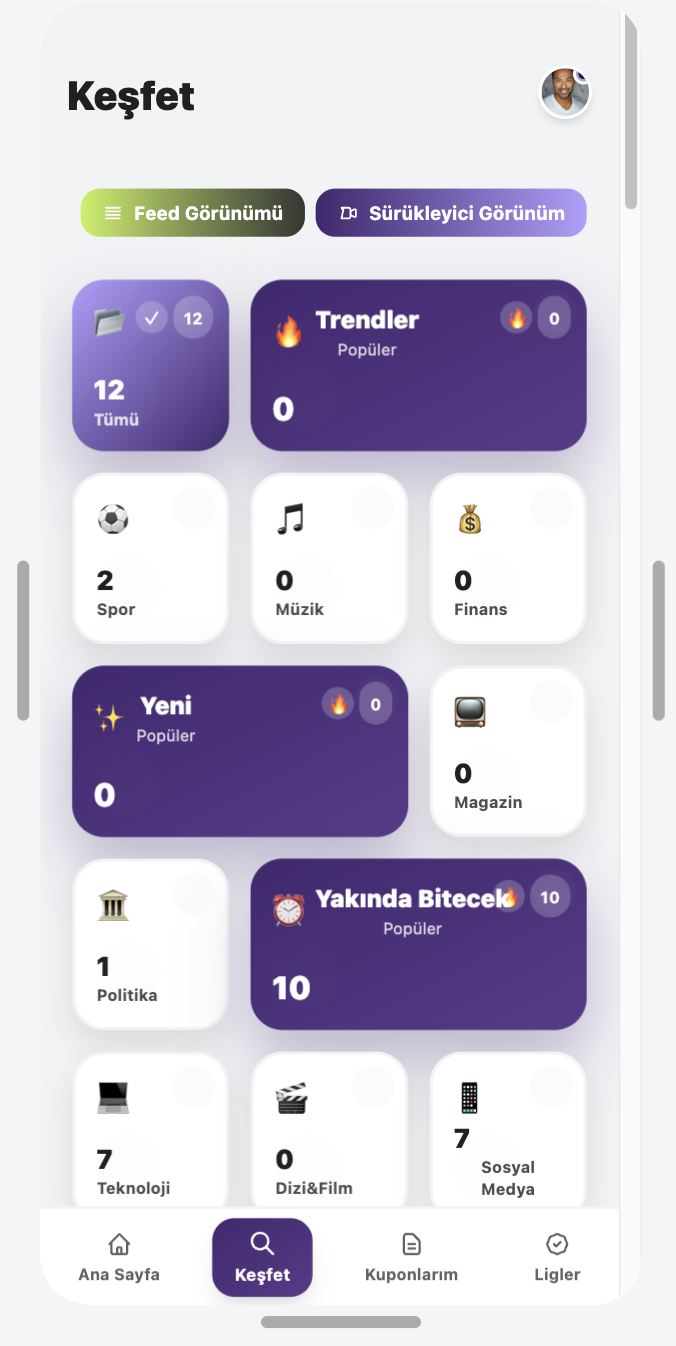 Keşfet
Feed Görünümü
Sürükleyici Görünüm
12
12
Tümü
Trendler
Popüler
0
0
2
Spor
0
Müzik
0
Finans
Yeni
Popüler
0
0
0
Magazin
1
Politika
Yakında Bitecek
Popüler
10
10
7
Teknoloji
0
Dizi&Film
7
Sosyal
Medya
Ana Sayfa
Keşfet
Kuponlarım
Ligler